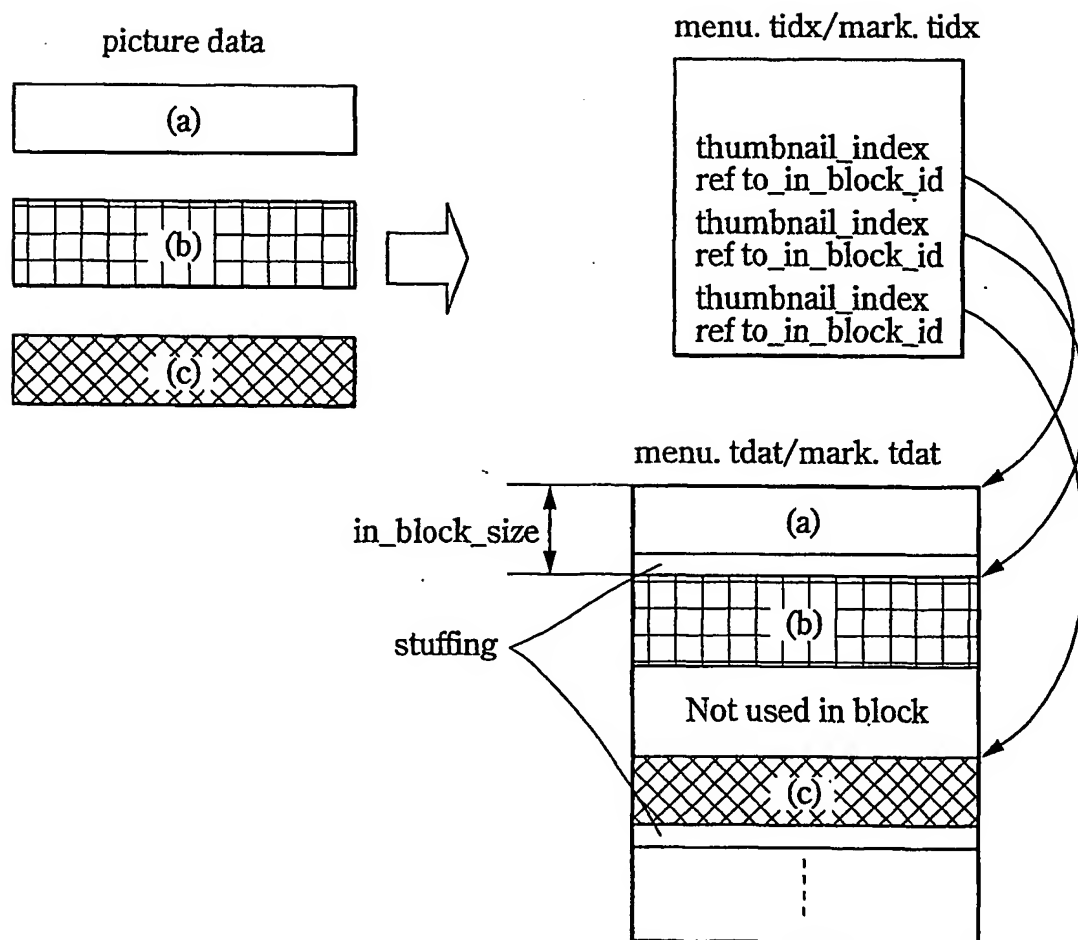 picture data
(a)
(b)
(c)
menu. tidx/mark. tidx
thumbnail_index
ref to_in_block_id
thumbnail_index
ref to_in_block_id
thumbnail_index
ref to_in_block_id
menu. tdat/mark. tdat
in_block_size
stuffing
(a)
(b)
Not used in block
(c)